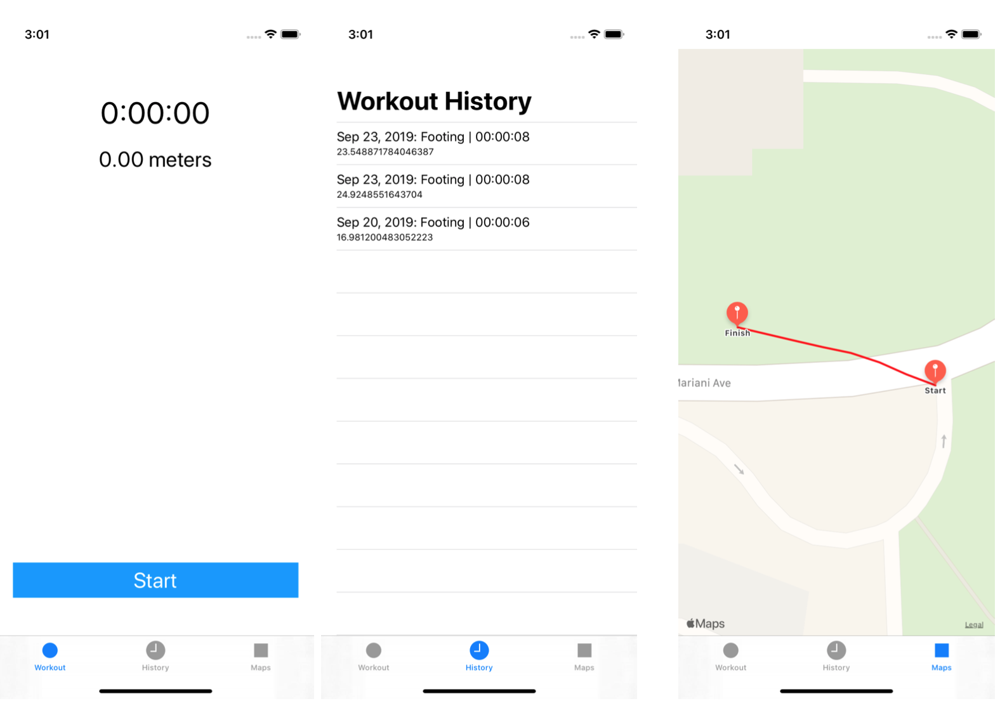 3:01
0:00:00
0.00 meters
Start
Workout
History
Maps
3:01
Workout History
Sep 23, 2019: Footing | 00:00:08
23.548871784046387
Sep 23, 2019: Footing | 00:00:08
24.9248551643704
Sep 20, 2019: Footing | 00:00:06
16.981200483052223
Workout
History
Maps
3:01
Finish
Start
Ave
Maps
Legal
Workout
History
Maps